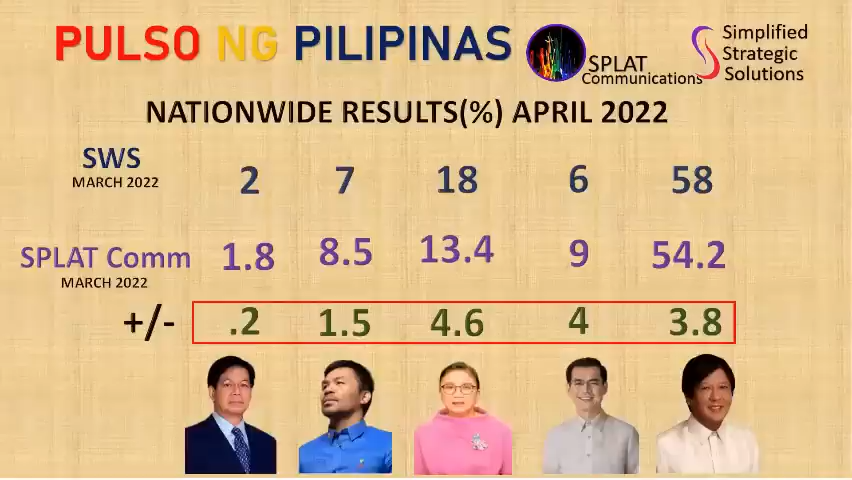 PULSO NG PILIPINAS
SPLAT
Communications
Simplified
Strategic
Solutions
NATIONWIDE RESULTS(%) APRIL 2022
SWS
MARCH 2022
2 7 18 6 58
SPLAT Comm
MARCH 2022
1.8 8.5 13.4 9 54.2
+/- .2 1.5 4.6 4 3.8